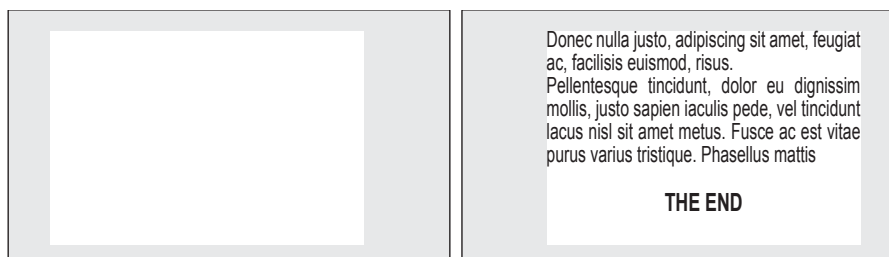 Donec nulla justo, adipiscing sit amet, feugiat
ac, facilisis euismod, risus.
Pellentesque tincidunt, dolor eu dignissim
mollis, justo sapien iaculis pede, vel tincidunt
lacus nisl sit amet metus. Fusce ac est vitae
purus varius tristique. Phasellus mattis
THE END